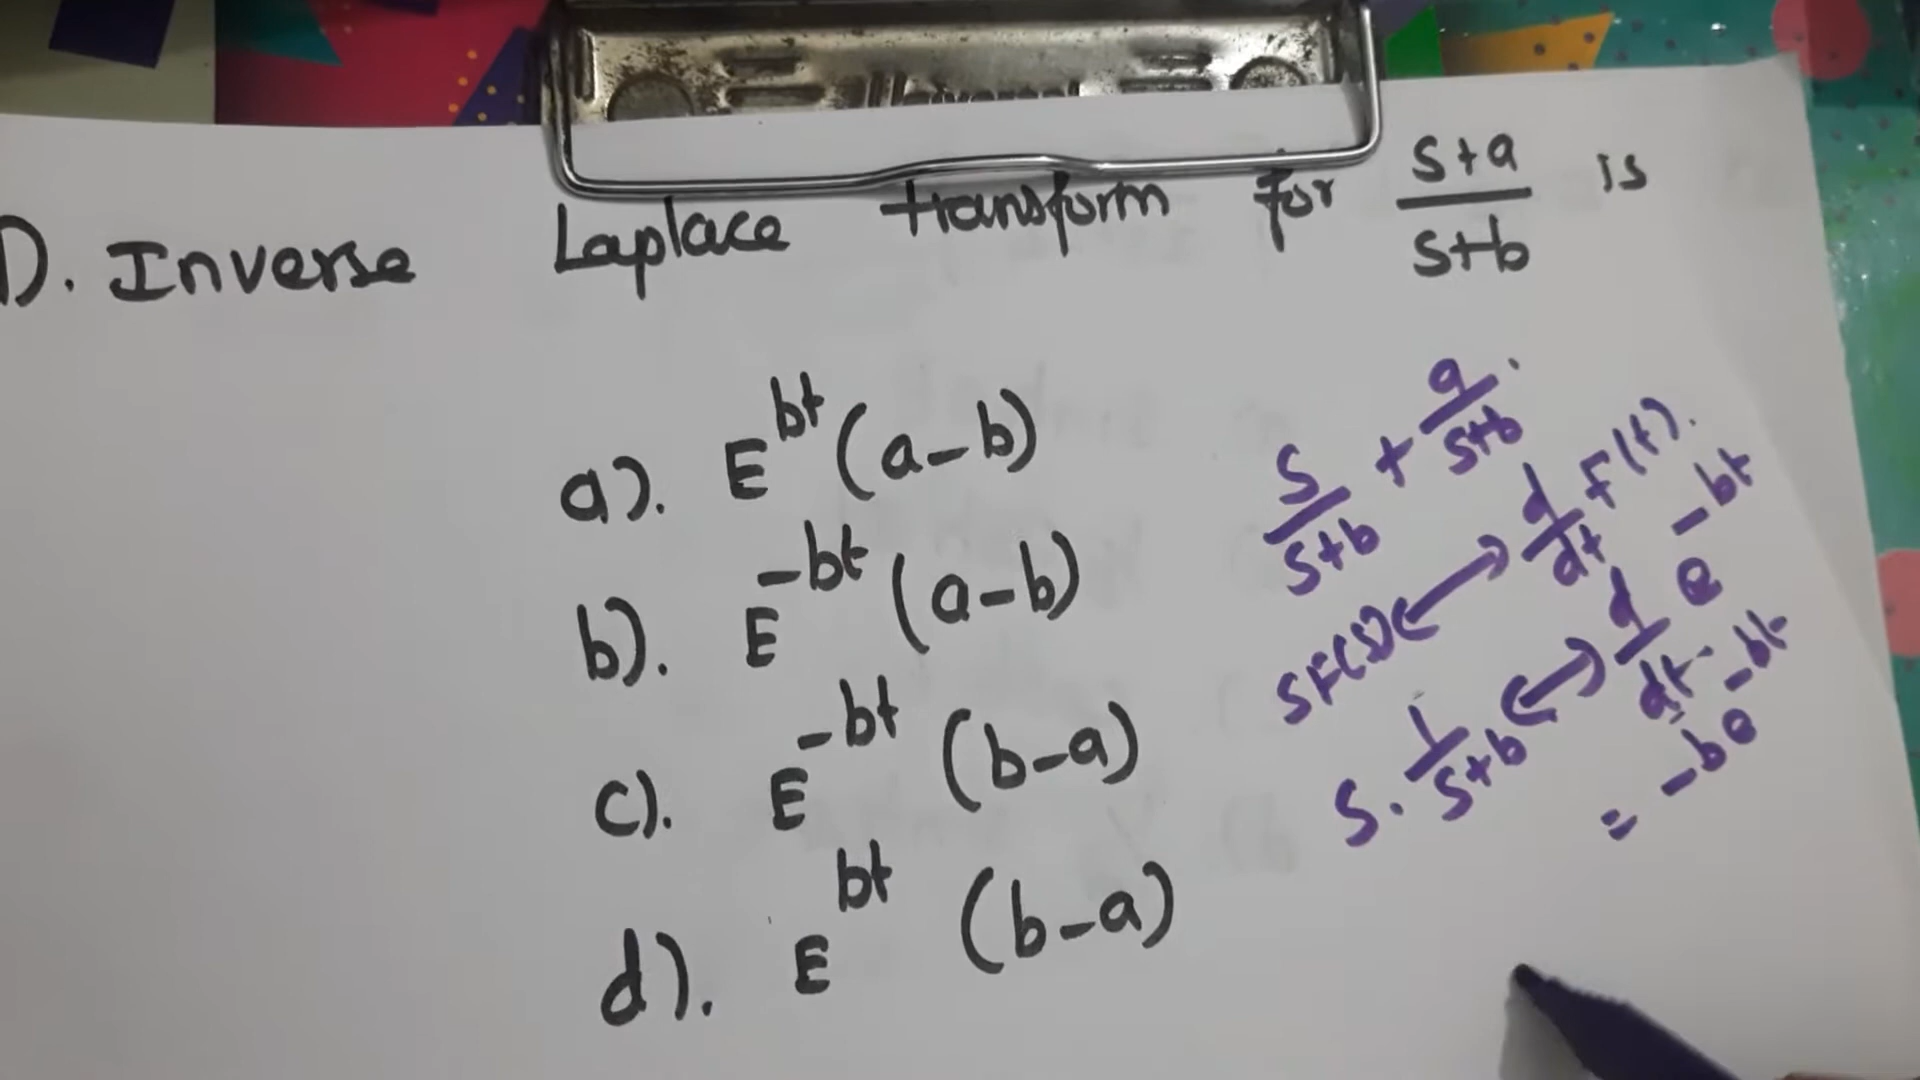 D. Inverse Laplace transform for s+a/s+b is
a). E^bt (a-b)
b). E^-bt (a-b)
c). E^-bt (b-a)
d). E^bt (b-a)
s/s+b + a/s+b.
SF(s) ↔ d/dt F(t).
s. 1/s+b ↔ d/dt. e^-bt
= -be^-bt